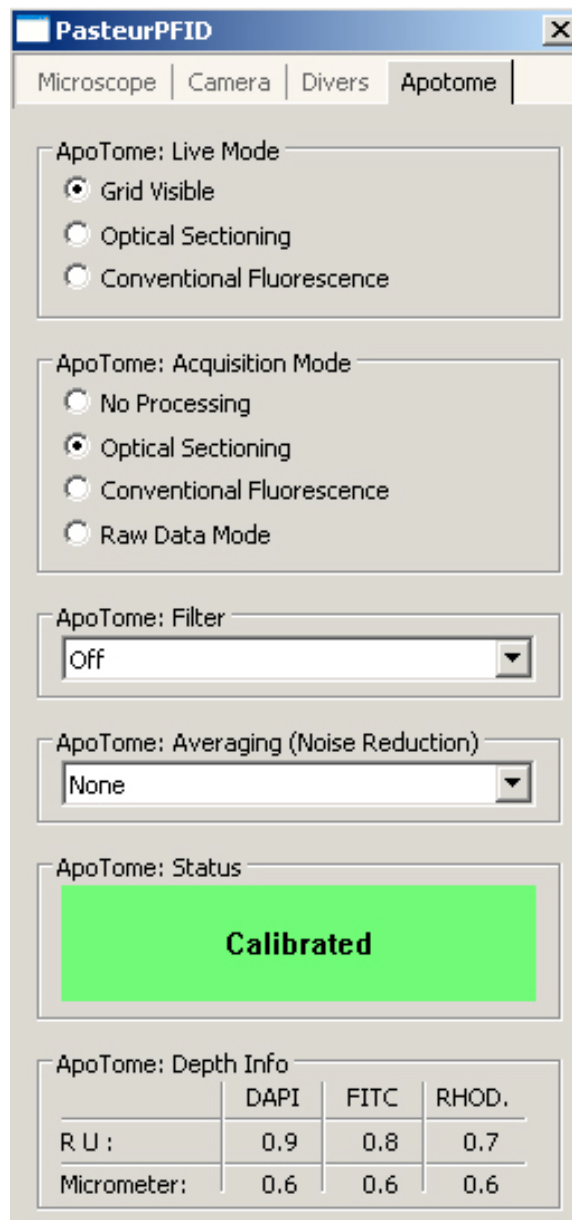 PasteurPFID
Microscope Camera Divers Apotome
ApoTome: Live Mode
Grid Visible
Optical Sectioning
Conventional Fluorescence
ApoTome: Acquisition Mode
No Processing
Optical Sectioning
Conventional Fluorescence
Raw Data Mode
ApoTome: Filter
Off
ApoTome: Averaging (Noise Reduction)
None
ApoTome: Status
Calibrated
ApoTome: Depth Info
DAPI FITC RHOD.
R U : 0.9 0.8 0.7
Micrometer: 0.6 0.6 0.6